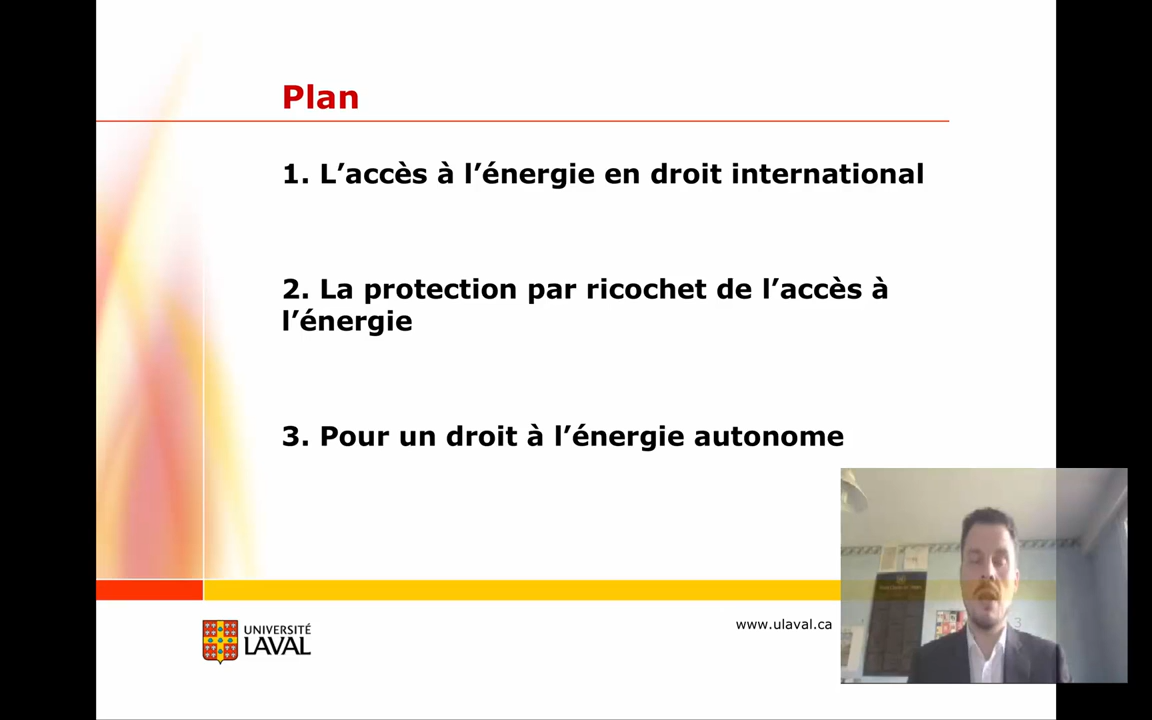 Plan
1. L’accès à l’énergie en droit international
2. La protection par ricochet de l’accès à
l’énergie
3. Pour un droit à l’énergie autonome
UNIVERSITÉ
LAVAL
www.ulaval.ca
3